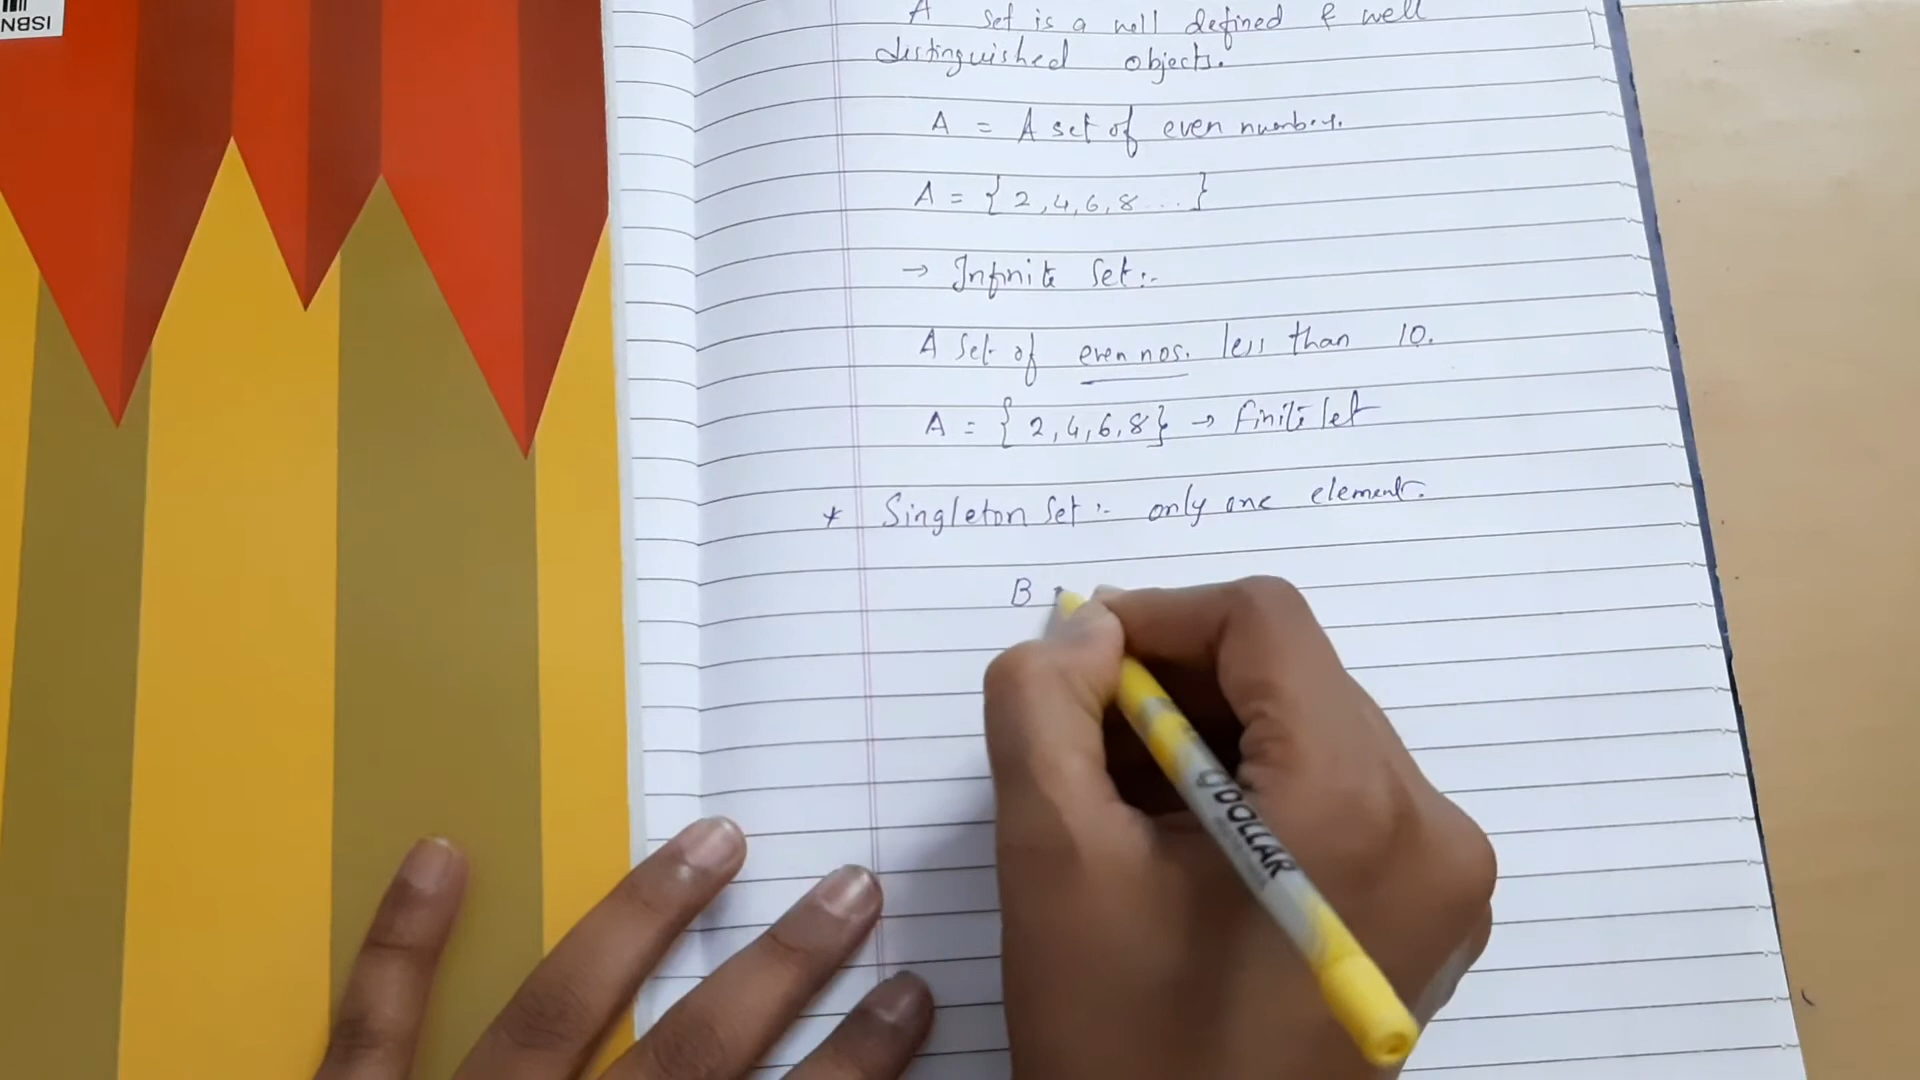 ISBN
A set is a well defined & well
distinguished objects.
A = A set of even number.
A = { 2, 4, 6, 8 ... }
→ Infinite Set :-
A Set of even nos. less than 10.
A = { 2, 4, 6, 8 } → Finite Set
* Singleton Set :- only one element.
B
DOLLAR